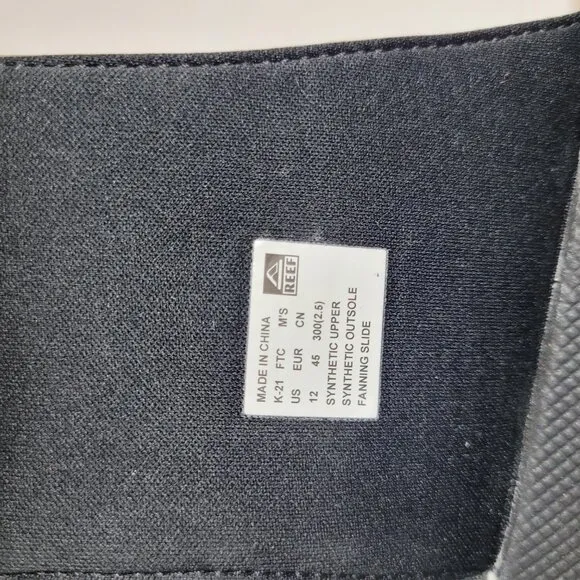 REEF
MADE IN CHINA
K-21 FTC M'S
US EUR CN
12 45 300(2.5)
SYNTHETIC UPPER
SYNTHETIC OUTSOLE
FANNING SLIDE